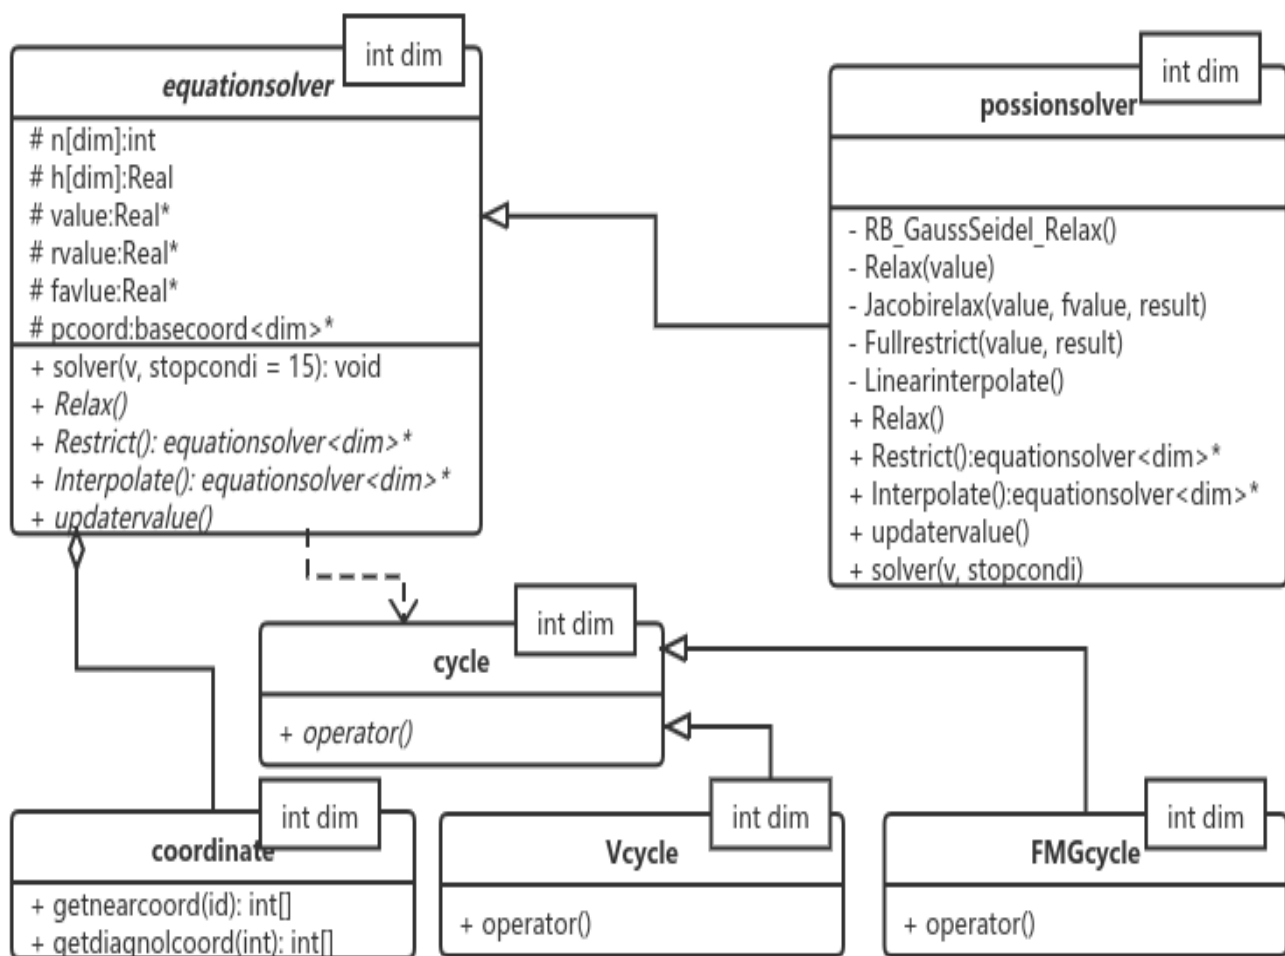 int dim
equationsolver
# n[dim]:int
# h[dim]:Real
# value:Real*
# rvalue:Real*
# favlue:Real*
# pcoord:basecoord<dim>*
+ solver(v, stopcondi = 15): void
+ Relax()
+ Restrict(): equationsolver<dim>*
+ Interpolate(): equationsolver<dim>*
+ updatervalue()
int dim
possionsolver
- RB_GaussSeidel_Relax()
- Relax(value)
- Jacobirelax(value, fvalue, result)
- Fullrestrict(value, result)
- Linearinterpolate()
+ Relax()
+ Restrict():equationsolver<dim>*
+ Interpolate():equationsolver<dim>*
+ updatervalue()
+ solver(v, stopcondi)
int dim
cycle
+ operator()
int dim
coordinate
+ getnearcoord(id): int[]
+ getdiagnolcoord(int): int[]
int dim
Vcycle
+ operator()
int dim
FMGcycle
+ operator()